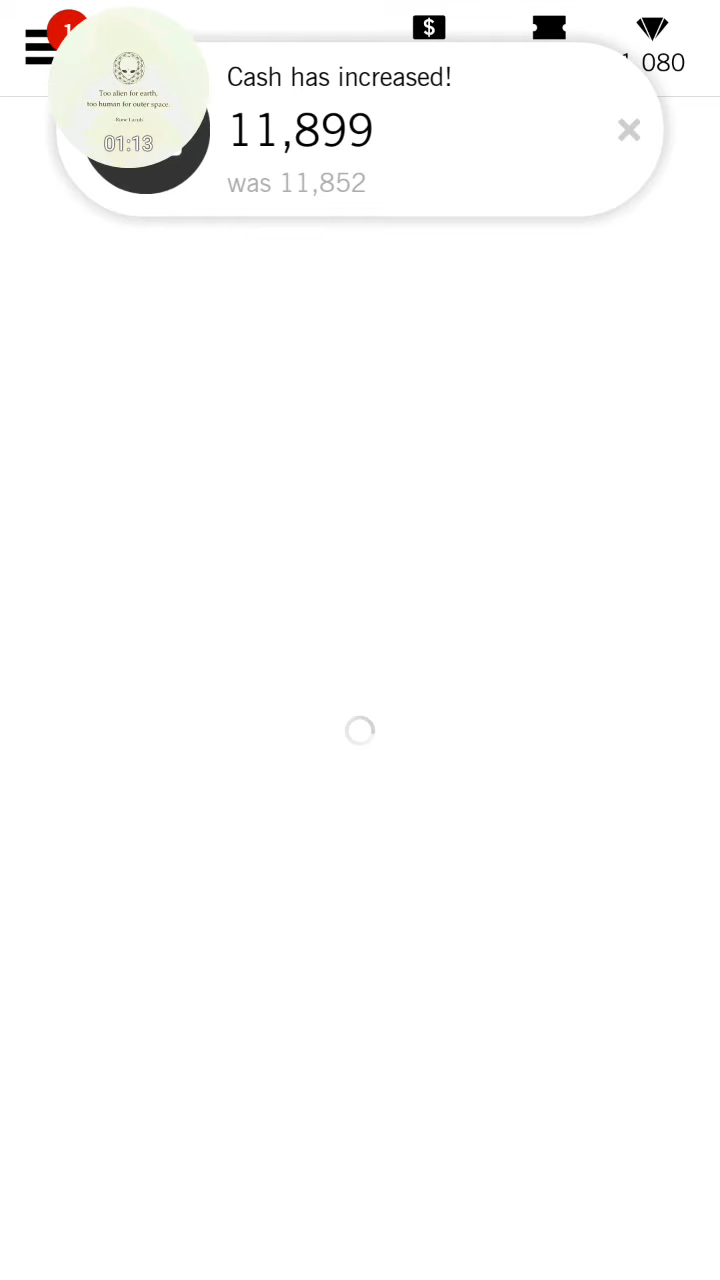 1
$
Cash has increased!
11,899
was 11,852
080
Too alien for earth,
too human for outer space.
01:13